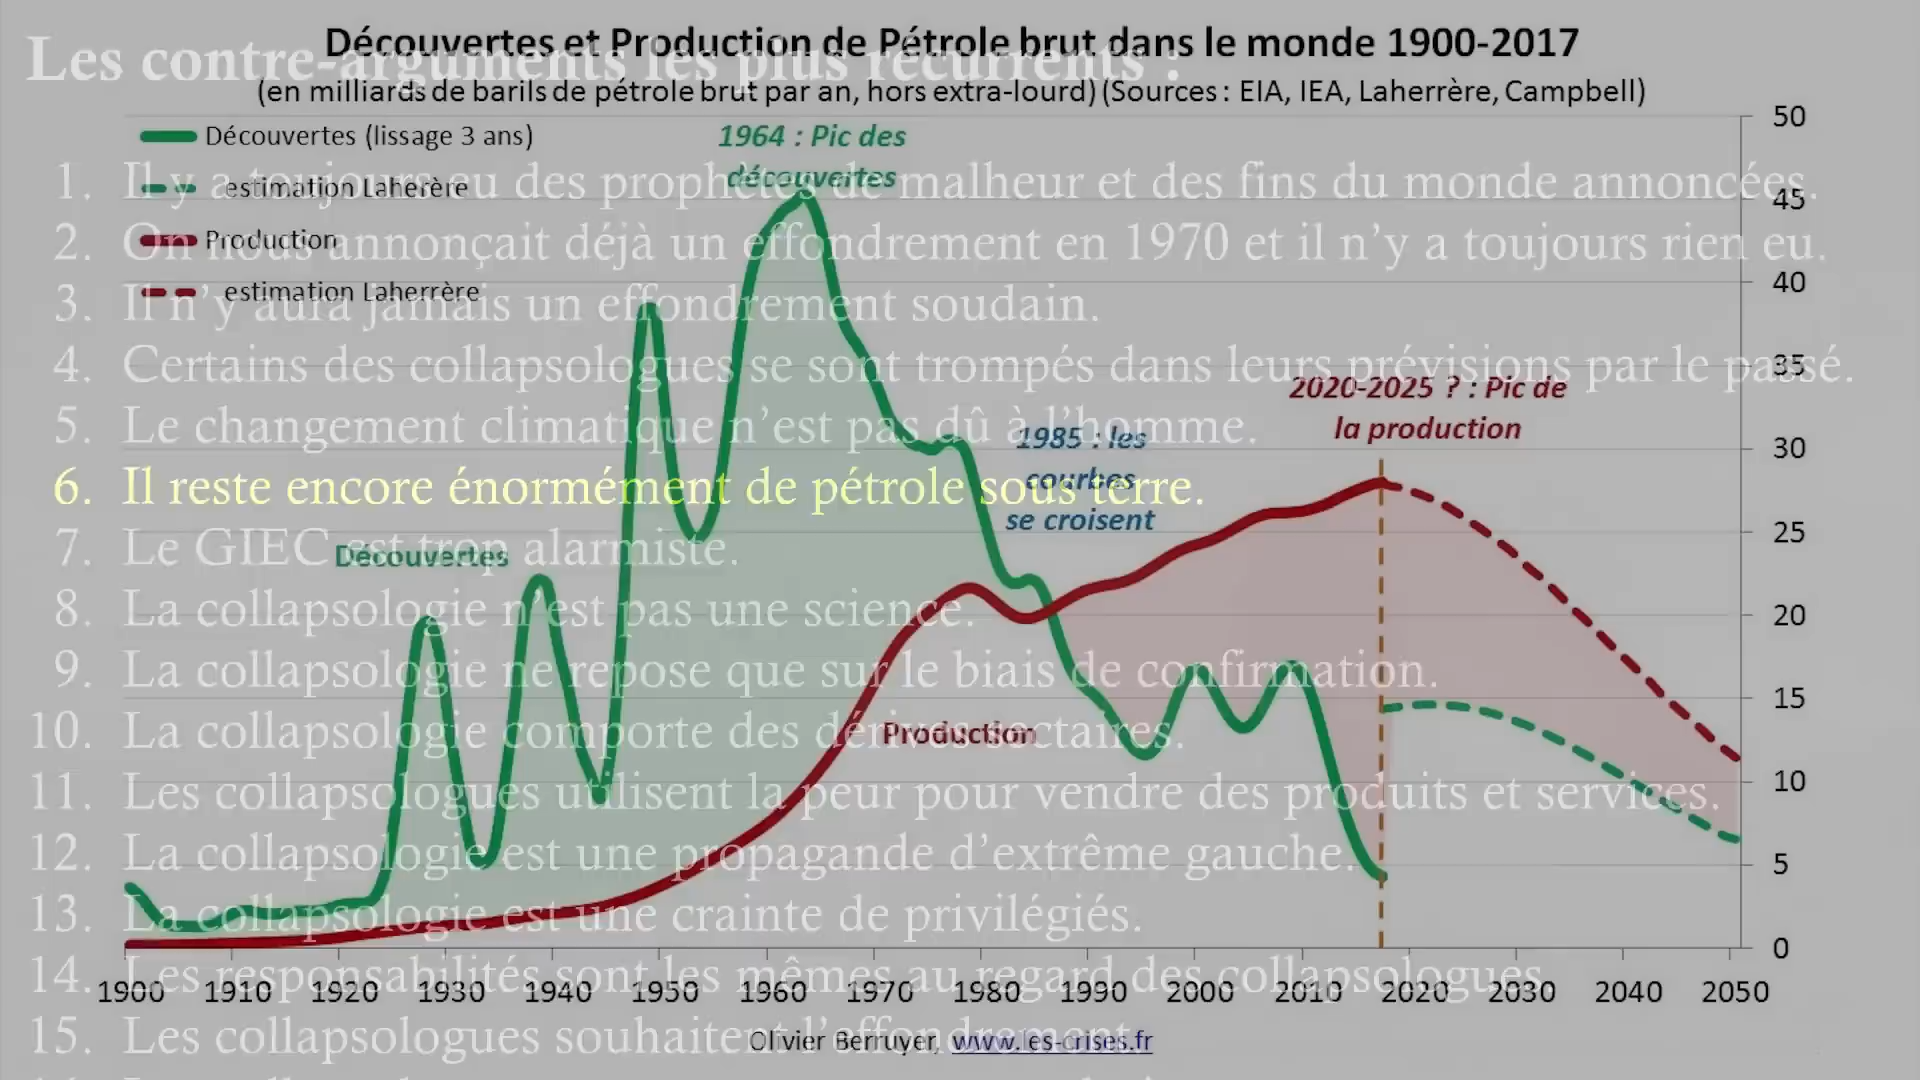 Découvertes et Production de Pétrole brut dans le monde 1900-2017
Les contre-arguments les plus récurrents :
(en milliards de barils de pétrole brut par an, hors extra-lourd) (Sources : EIA, IEA, Laherrère, Campbell)
50
Découvertes (lissage 3 ans)
1964 : Pic des
découvertes
1. Il y a toujours eu des prophètes de malheur et des fins du monde annoncées.
estimation Laherère
45
Production
2. On nous annonçait déjà un effondrement en 1970 et il n'y a toujours rien eu.
40
estimation Laherrère
3. Il n'y aura jamais un effondrement soudain.
4. Certains des collapsologues se sont trompés dans leurs prévisions par le passé.
35
2020-2025 ? : Pic de
la production
5. Le changement climatique n'est pas dû à l'homme.
1985 : les
courbes
se croisent
30
6. Il reste encore énormément de pétrole sous terre.
25
7. Le GIEC est trop alarmiste.
Découvertes
8. La collapsologie n'est pas une science.
20
9. La collapsologie ne repose que sur le biais de confirmation.
15
10. La collapsologie comporte des dérives sectaires.
Production
10
11. Les collapsologues utilisent la peur pour vendre des produits et services.
12. La collapsologie est une propagande d'extrême gauche.
5
13. La collapsologie est une crainte de privilégiés.
0
14. Les responsabilités sont les mêmes au regard des collapsologues.
1900 1910 1920 1930 1940 1950 1960 1970 1980 1990 2000 2010 2020 2030 2040 2050
15. Les collapsologues souhaitent l'effondrement.
Olivier Berruyer, www.les-crises.fr